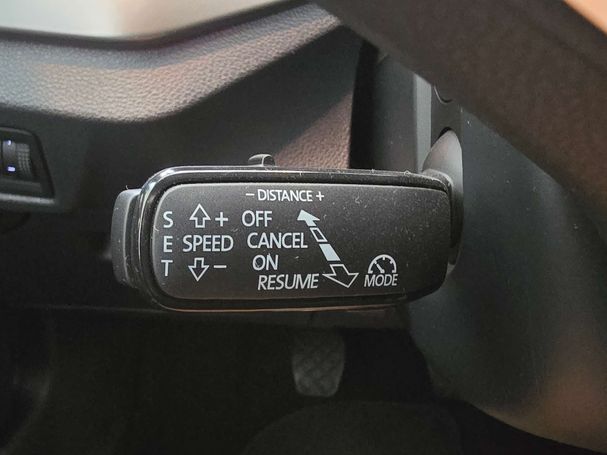 - DISTANCE +
S + OFF
E SPEED CANCEL
T - ON
RESUME MODE